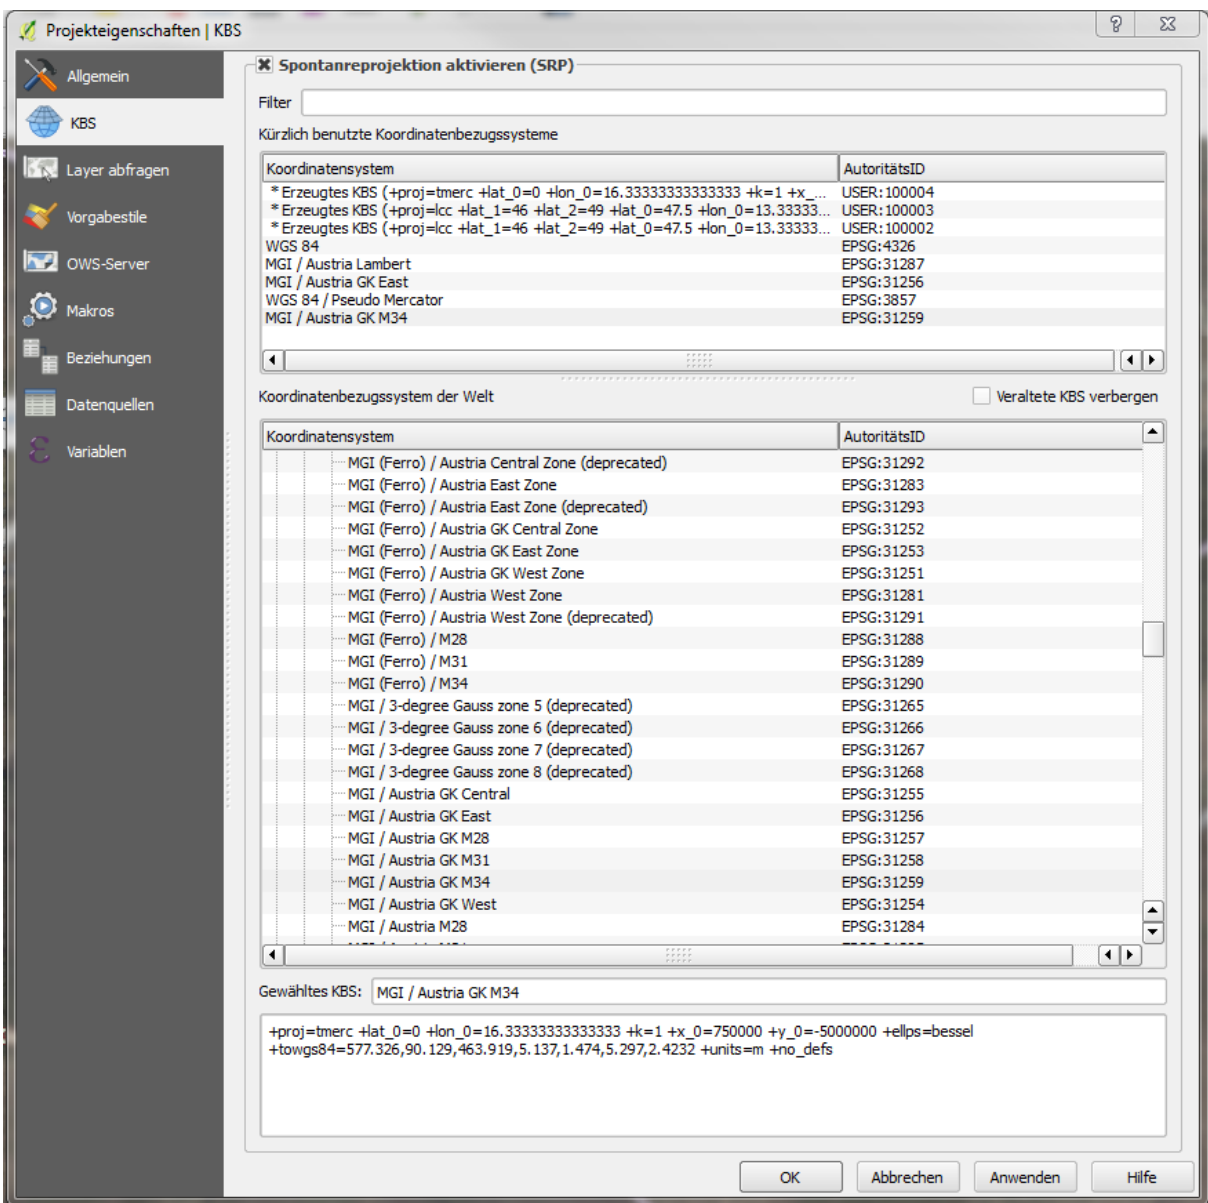 Projekteigenschaften | KBS
Allgemein
KBS
Layer abfragen
Vorgabestile
OWS-Server
Makros
Beziehungen
Datenquellen
Variablen
Spontanreprojektion aktivieren (SRP)
Filter
Kürzlich benutzte Koordinatenbezugssysteme
Koordinatensystem AutoritätsID
* Erzeugtes KBS (+proj=tmerc +lat_0=0 +lon_0=16.33333333333333 +k=1 +x_... USER:100004
* Erzeugtes KBS (+proj=lcc +lat_1=46 +lat_2=49 +lat_0=47.5 +lon_0=13.33333... USER:100003
* Erzeugtes KBS (+proj=lcc +lat_1=46 +lat_2=49 +lat_0=47.5 +lon_0=13.33333... USER:100002
WGS 84 EPSG:4326
MGI / Austria Lambert EPSG:31287
MGI / Austria GK East EPSG:31256
WGS 84 / Pseudo Mercator EPSG:3857
MGI / Austria GK M34 EPSG:31259
Koordinatenbezugssystem der Welt Veraltete KBS verbergen
Koordinatensystem AutoritätsID
MGI (Ferro) / Austria Central Zone (deprecated) EPSG:31292
MGI (Ferro) / Austria East Zone EPSG:31283
MGI (Ferro) / Austria East Zone (deprecated) EPSG:31293
MGI (Ferro) / Austria GK Central Zone EPSG:31252
MGI (Ferro) / Austria GK East Zone EPSG:31253
MGI (Ferro) / Austria GK West Zone EPSG:31251
MGI (Ferro) / Austria West Zone EPSG:31281
MGI (Ferro) / Austria West Zone (deprecated) EPSG:31291
MGI (Ferro) / M28 EPSG:31288
MGI (Ferro) / M31 EPSG:31289
MGI (Ferro) / M34 EPSG:31290
MGI / 3-degree Gauss zone 5 (deprecated) EPSG:31265
MGI / 3-degree Gauss zone 6 (deprecated) EPSG:31266
MGI / 3-degree Gauss zone 7 (deprecated) EPSG:31267
MGI / 3-degree Gauss zone 8 (deprecated) EPSG:31268
MGI / Austria GK Central EPSG:31255
MGI / Austria GK East EPSG:31256
MGI / Austria GK M28 EPSG:31257
MGI / Austria GK M31 EPSG:31258
MGI / Austria GK M34 EPSG:31259
MGI / Austria GK West EPSG:31254
MGI / Austria M28 EPSG:31284
Gewähltes KBS: MGI / Austria GK M34
+proj=tmerc +lat_0=0 +lon_0=16.33333333333333 +k=1 +x_0=750000 +y_0=-5000000 +ellps=bessel
+towgs84=577.326,90.129,463.919,5.137,1.474,5.297,2.4232 +units=m +no_defs
OK Abbrechen Anwenden Hilfe